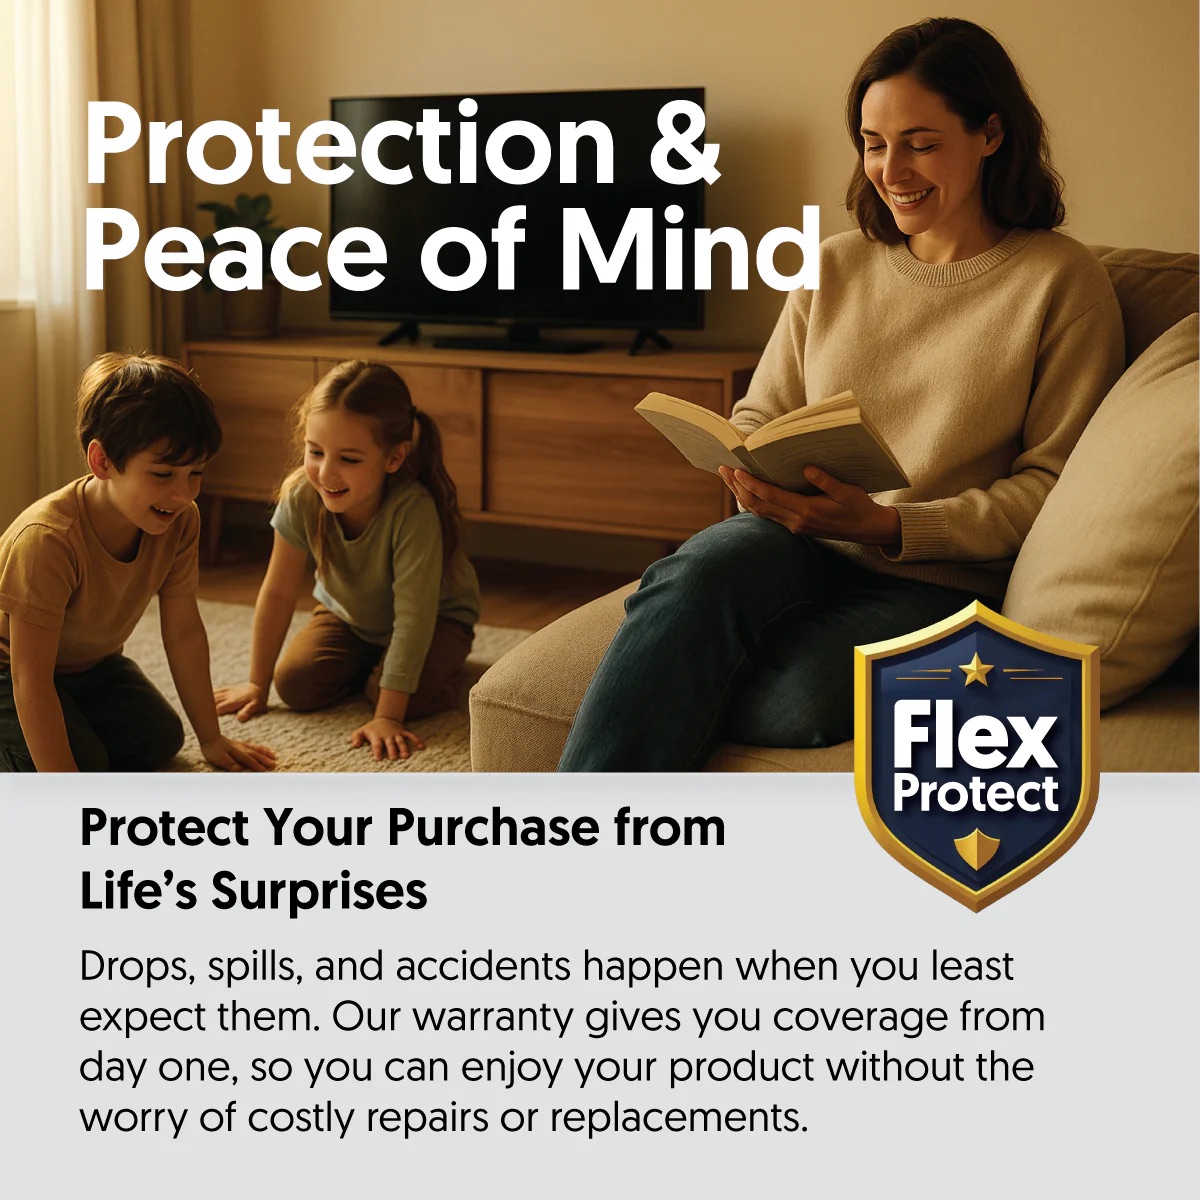 Protection &
Peace of Mind
Flex
Protect
Protect Your Purchase from
Life's Surprises
Drops, spills, and accidents happen when you least
expect them. Our warranty gives you coverage from
day one, so you can enjoy your product without the
worry of costly repairs or replacements.